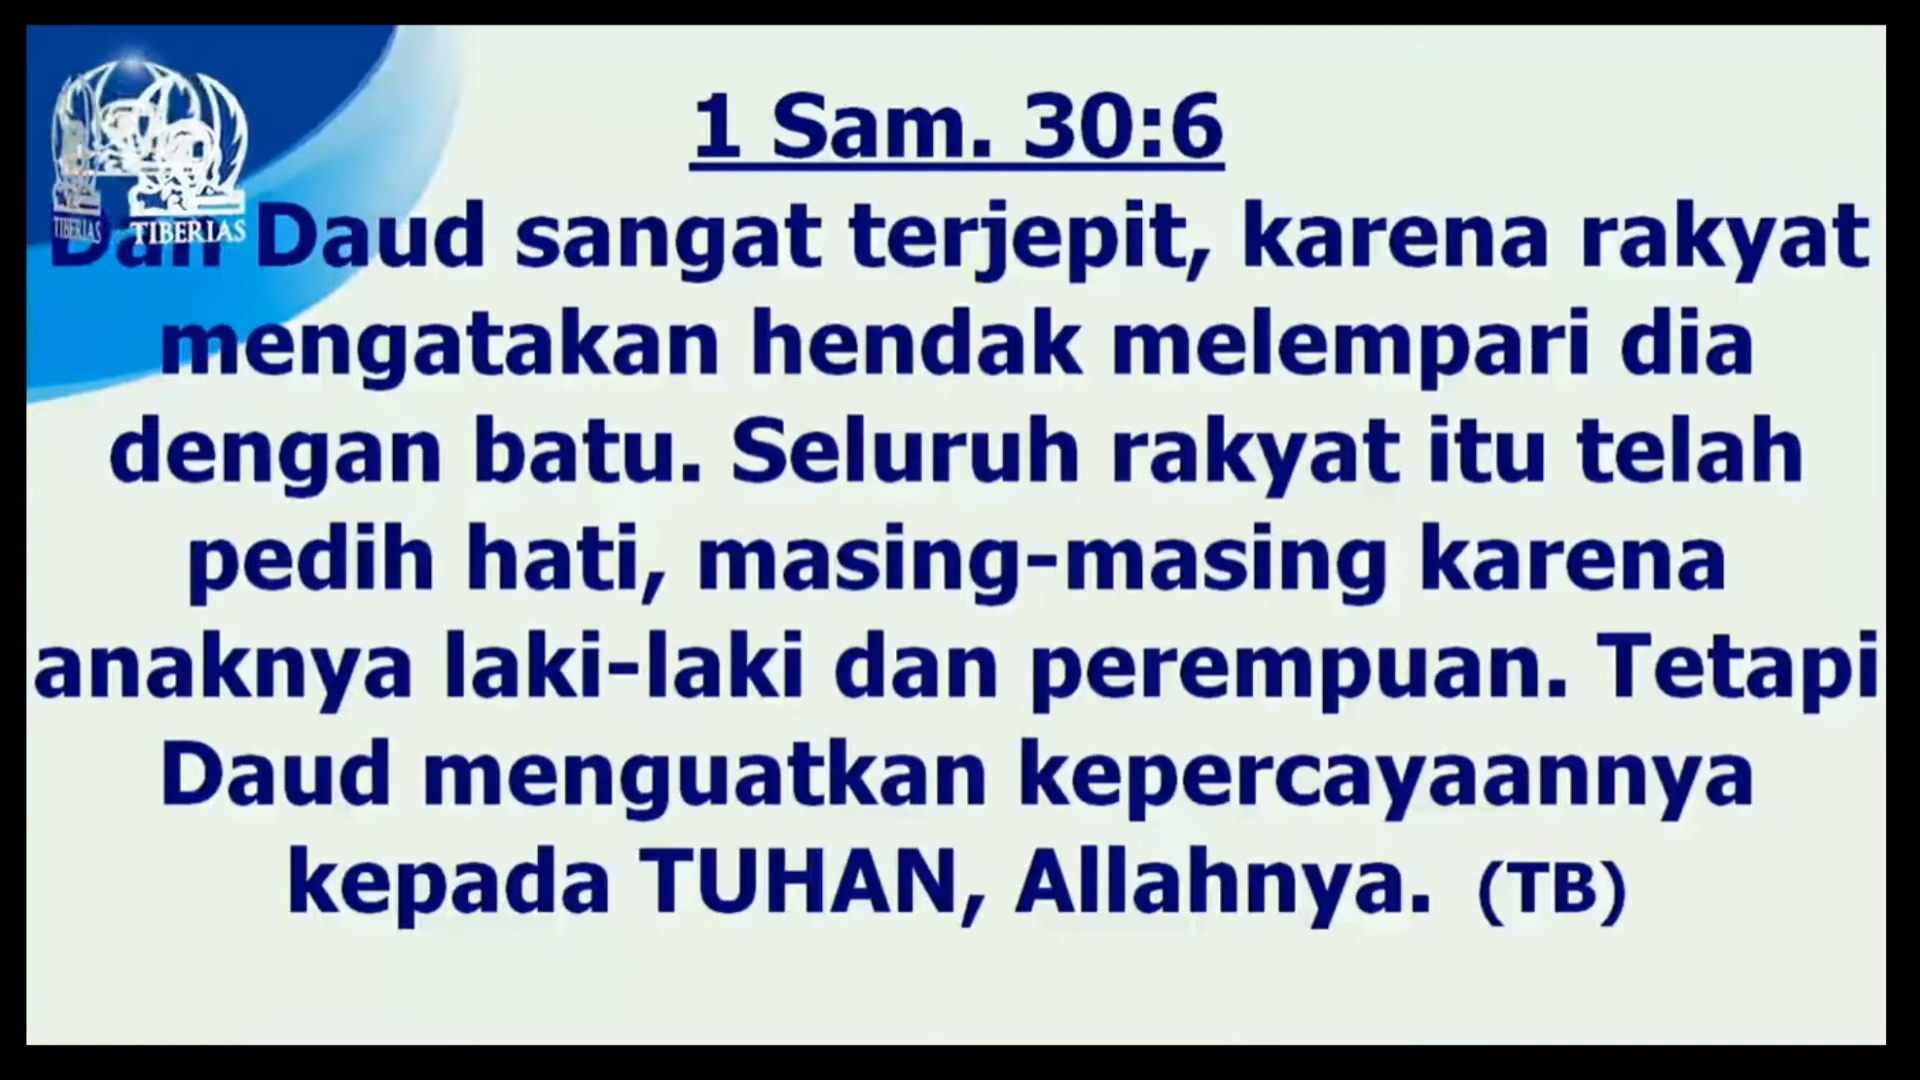 TIBERIAS TIBERIAS
1 Sam. 30:6
Dan Daud sangat terjepit, karena rakyat
mengatakan hendak melempari dia
dengan batu. Seluruh rakyat itu telah
pedih hati, masing-masing karena
anaknya laki-laki dan perempuan. Tetapi
Daud menguatkan kepercayaannya
kepada TUHAN, Allahnya. (TB)